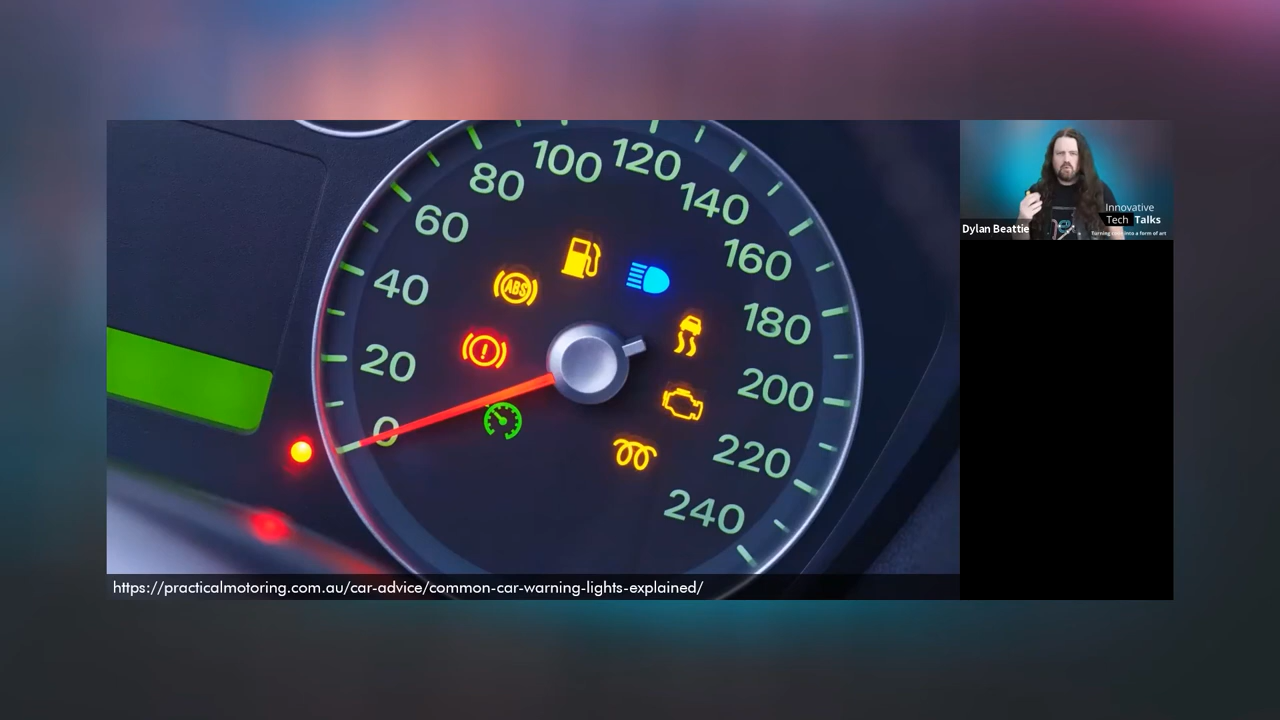 0
20
40
60
80
100
120
140
160
180
200
220
240
ABS
!
https://practicalmotoring.com.au/car-advice/common-car-warning-lights-explained/
Dylan Beattie
Innovative
Tech Talks